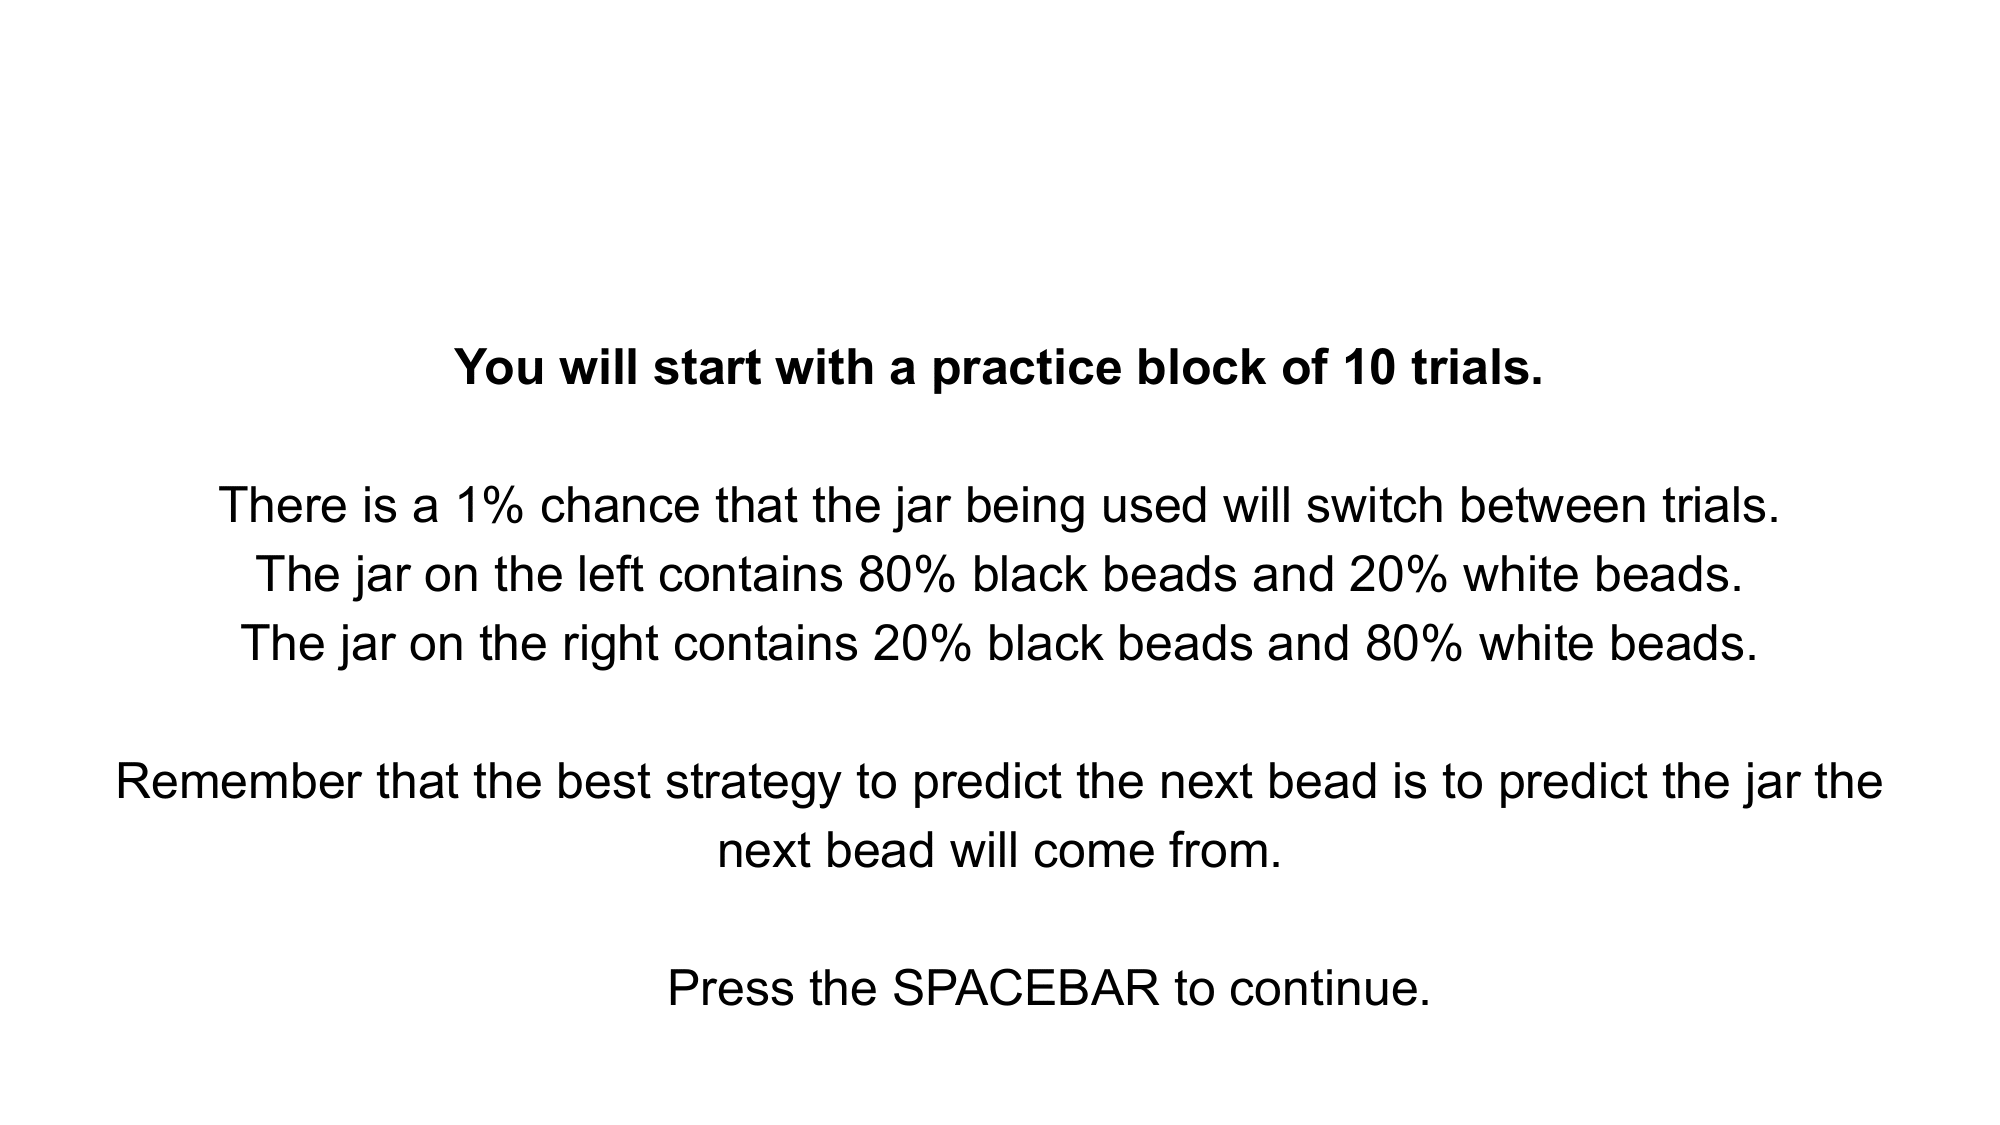 You will start with a practice block of 10 trials.
There is a 1% chance that the jar being used will switch between trials.
The jar on the left contains 80% black beads and 20% white beads.
The jar on the right contains 20% black beads and 80% white beads.
Remember that the best strategy to predict the next bead is to predict the jar the
next bead will come from.
Press the SPACEBAR to continue.